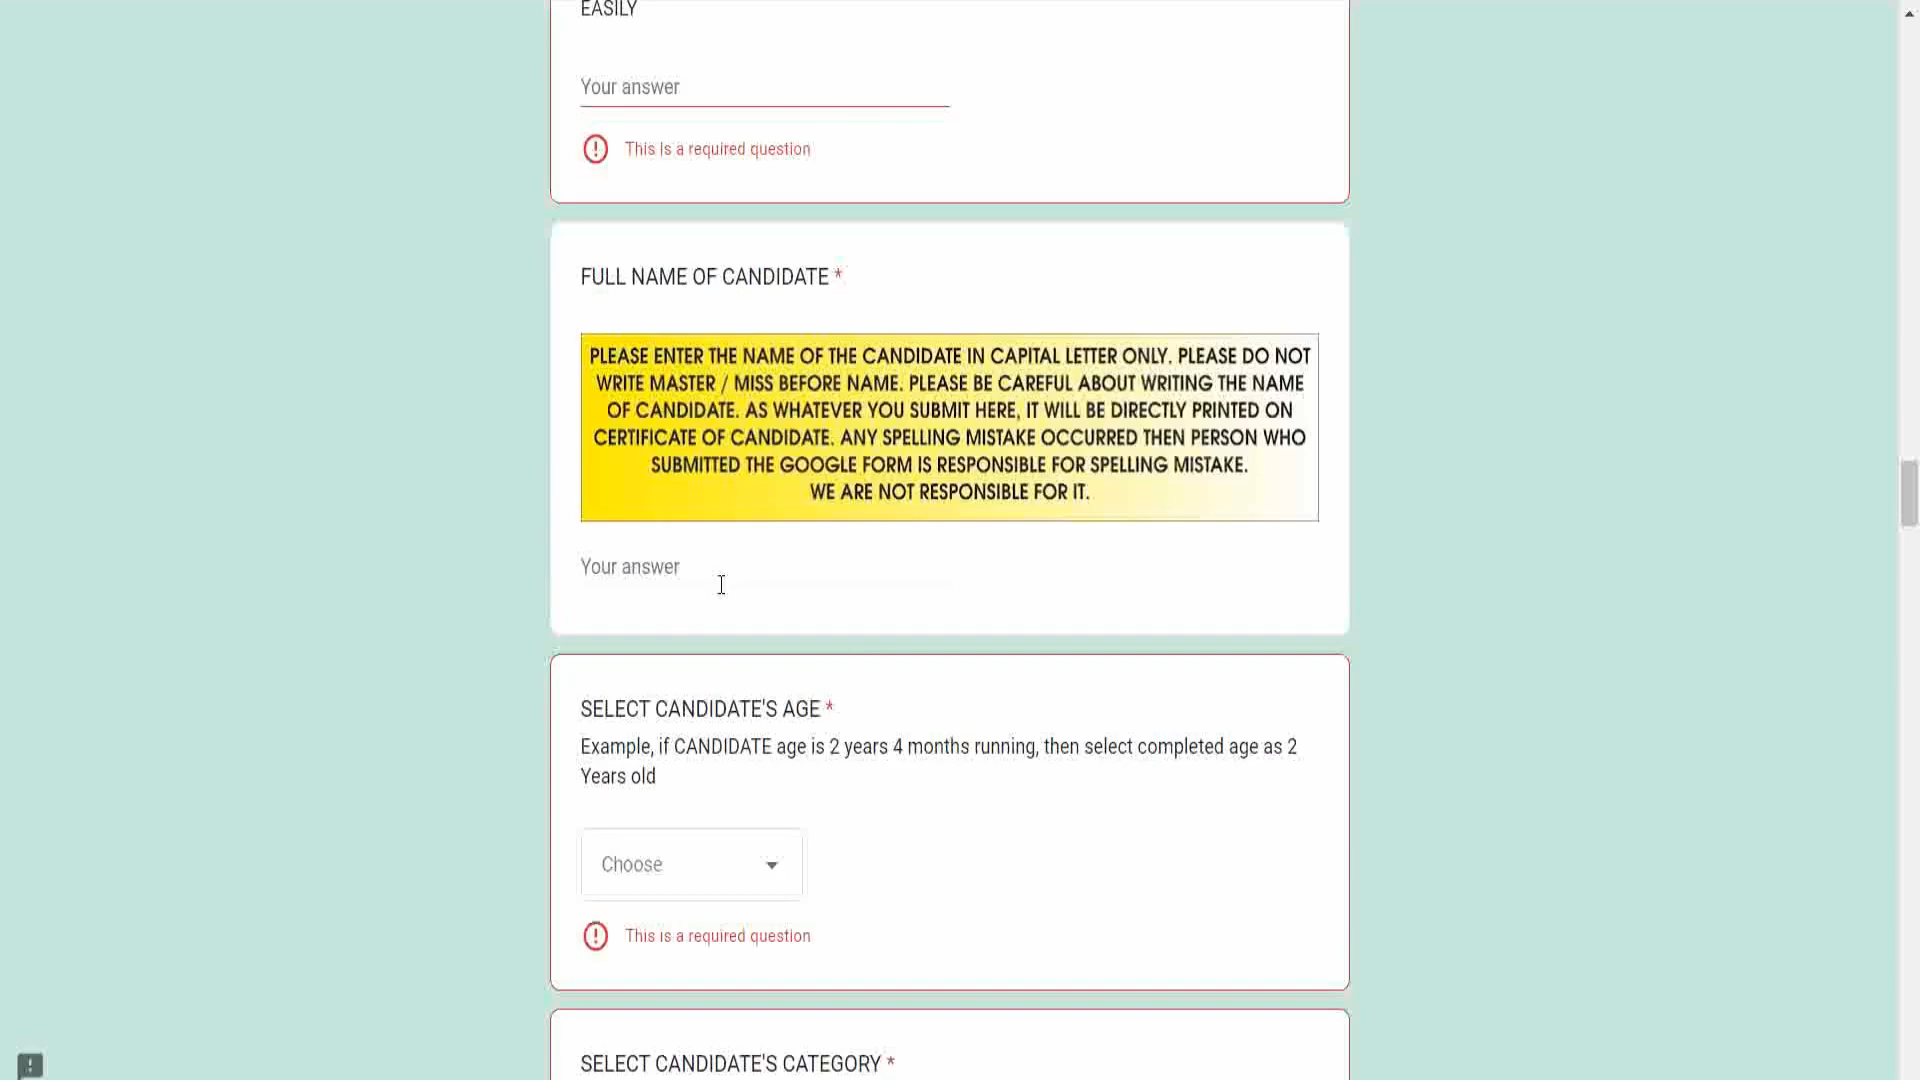 EASILY
Your answer
This is a required question
FULL NAME OF CANDIDATE *
PLEASE ENTER THE NAME OF THE CANDIDATE IN CAPITAL LETTER ONLY. PLEASE DO NOT
WRITE MASTER / MISS BEFORE NAME. PLEASE BE CAREFUL ABOUT WRITING THE NAME
OF CANDIDATE. AS WHATEVER YOU SUBMIT HERE, IT WILL BE DIRECTLY PRINTED ON
CERTIFICATE OF CANDIDATE. ANY SPELLING MISTAKE OCCURRED THEN PERSON WHO
SUBMITTED THE GOOGLE FORM IS RESPONSIBLE FOR SPELLING MISTAKE.
WE ARE NOT RESPONSIBLE FOR IT.
Your answer
SELECT CANDIDATE'S AGE *
Example, if CANDIDATE age is 2 years 4 months running, then select completed age as 2
Years old
Choose
This is a required question
SELECT CANDIDATE'S CATEGORY *